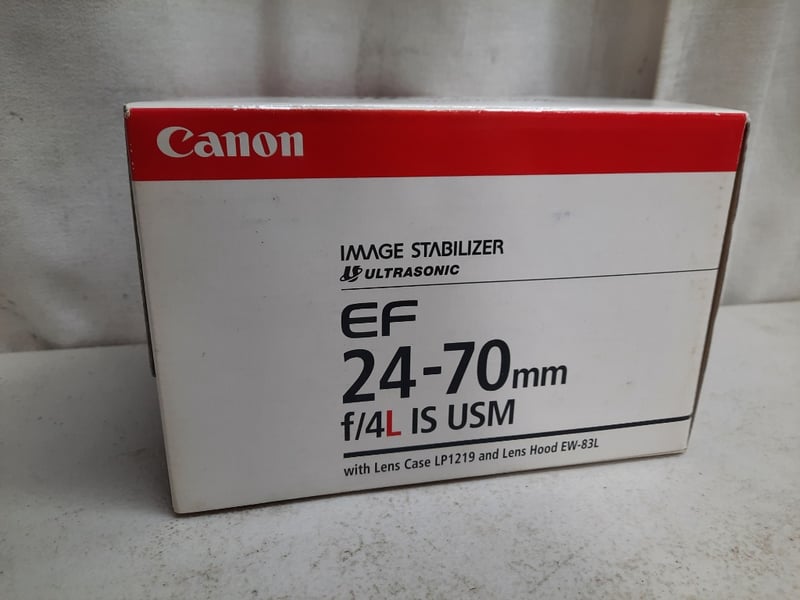 Canon
IMAGE STABILIZER
ULTRASONIC
EF
24-70mm
f/4L IS USM
with Lens Case LP1219 and Lens Hood EW-83L